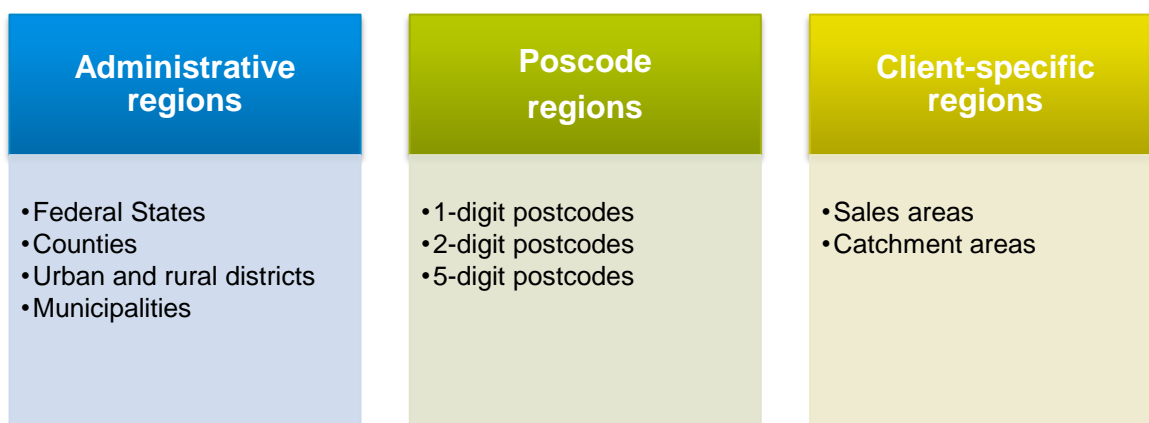 Administrative
regions
•Federal States
•Counties
•Urban and rural districts
•Municipalities
Poscode
regions
•1-digit postcodes
•2-digit postcodes
•5-digit postcodes
Client-specific
regions
•Sales areas
•Catchment areas